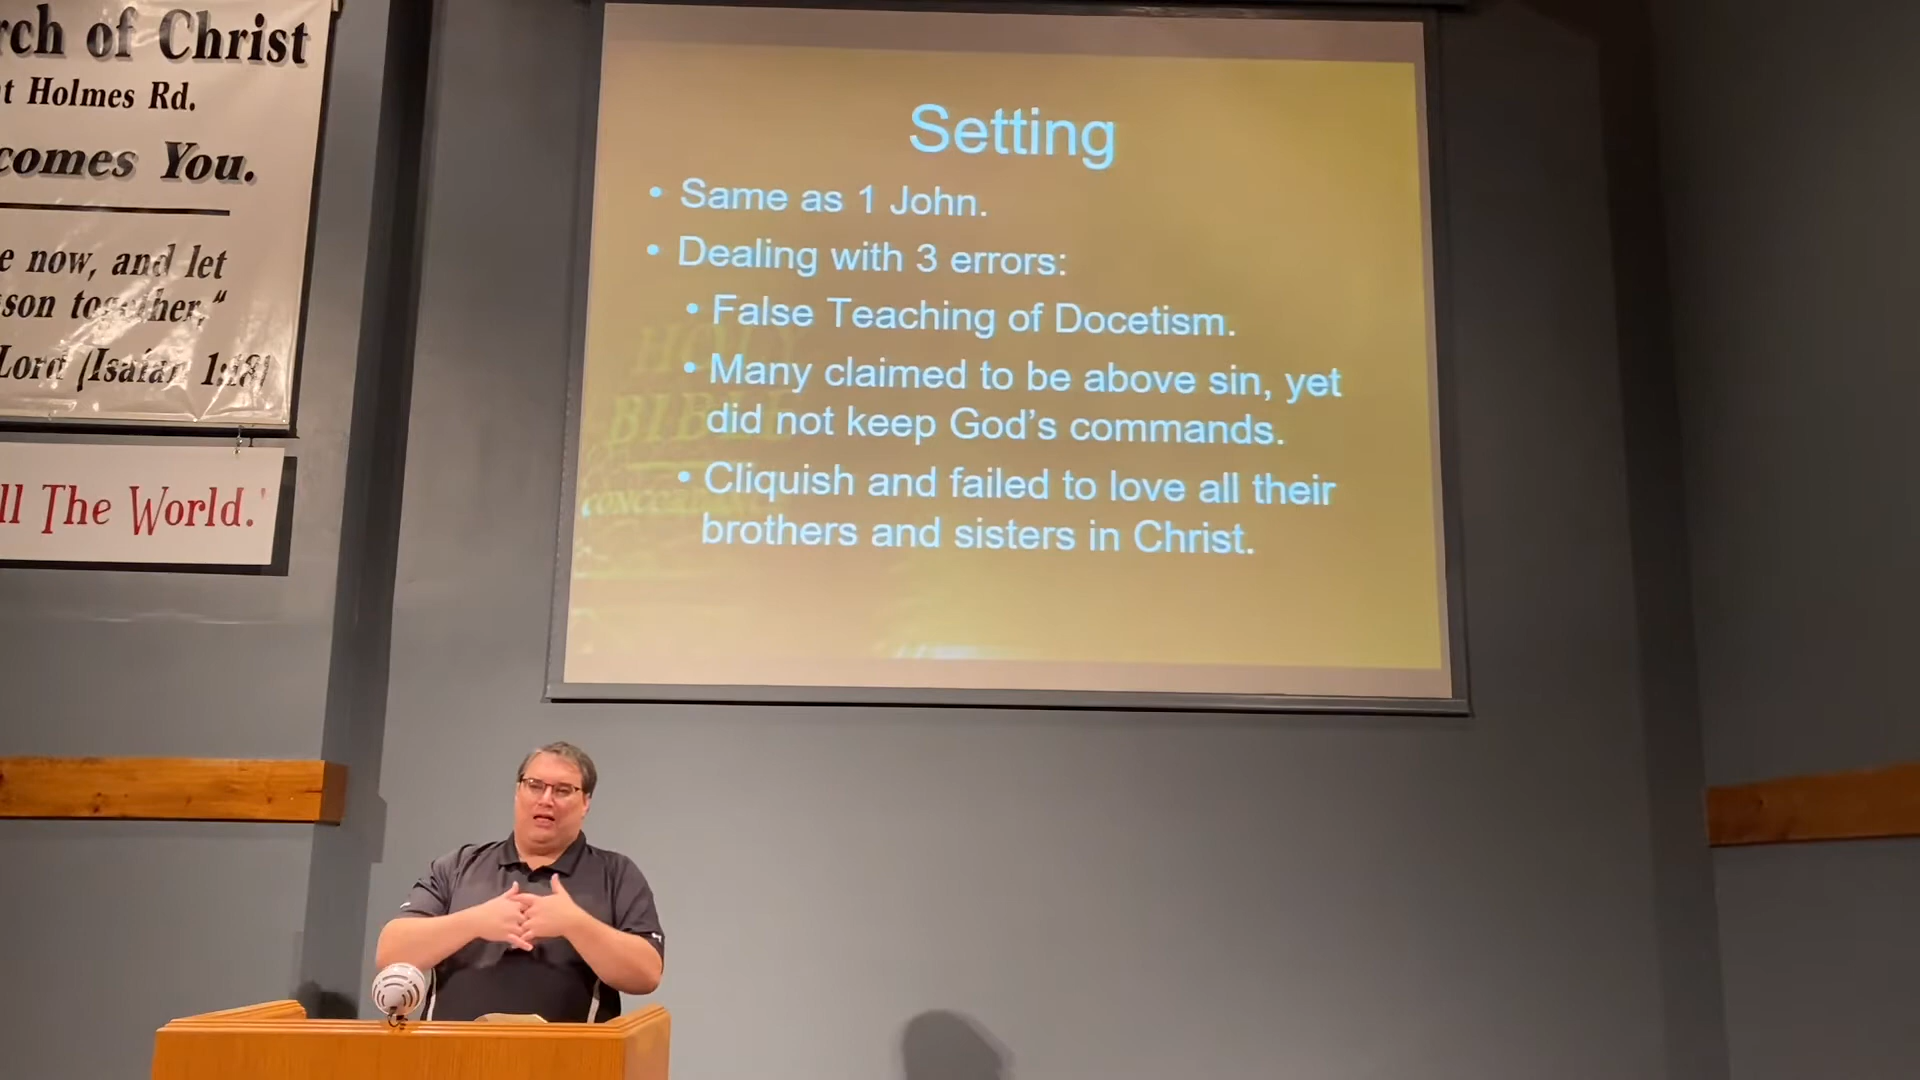 rch of Christ
t Holmes Rd.
comes You.
e now, and let
son together,“
Lord (Isaiah 1:18)
ll The World.'
Setting
• Same as 1 John.
• Dealing with 3 errors:
• False Teaching of Docetism.
• Many claimed to be above sin, yet
did not keep God’s commands.
• Cliquish and failed to love all their
brothers and sisters in Christ.
HOLY
BIBLE